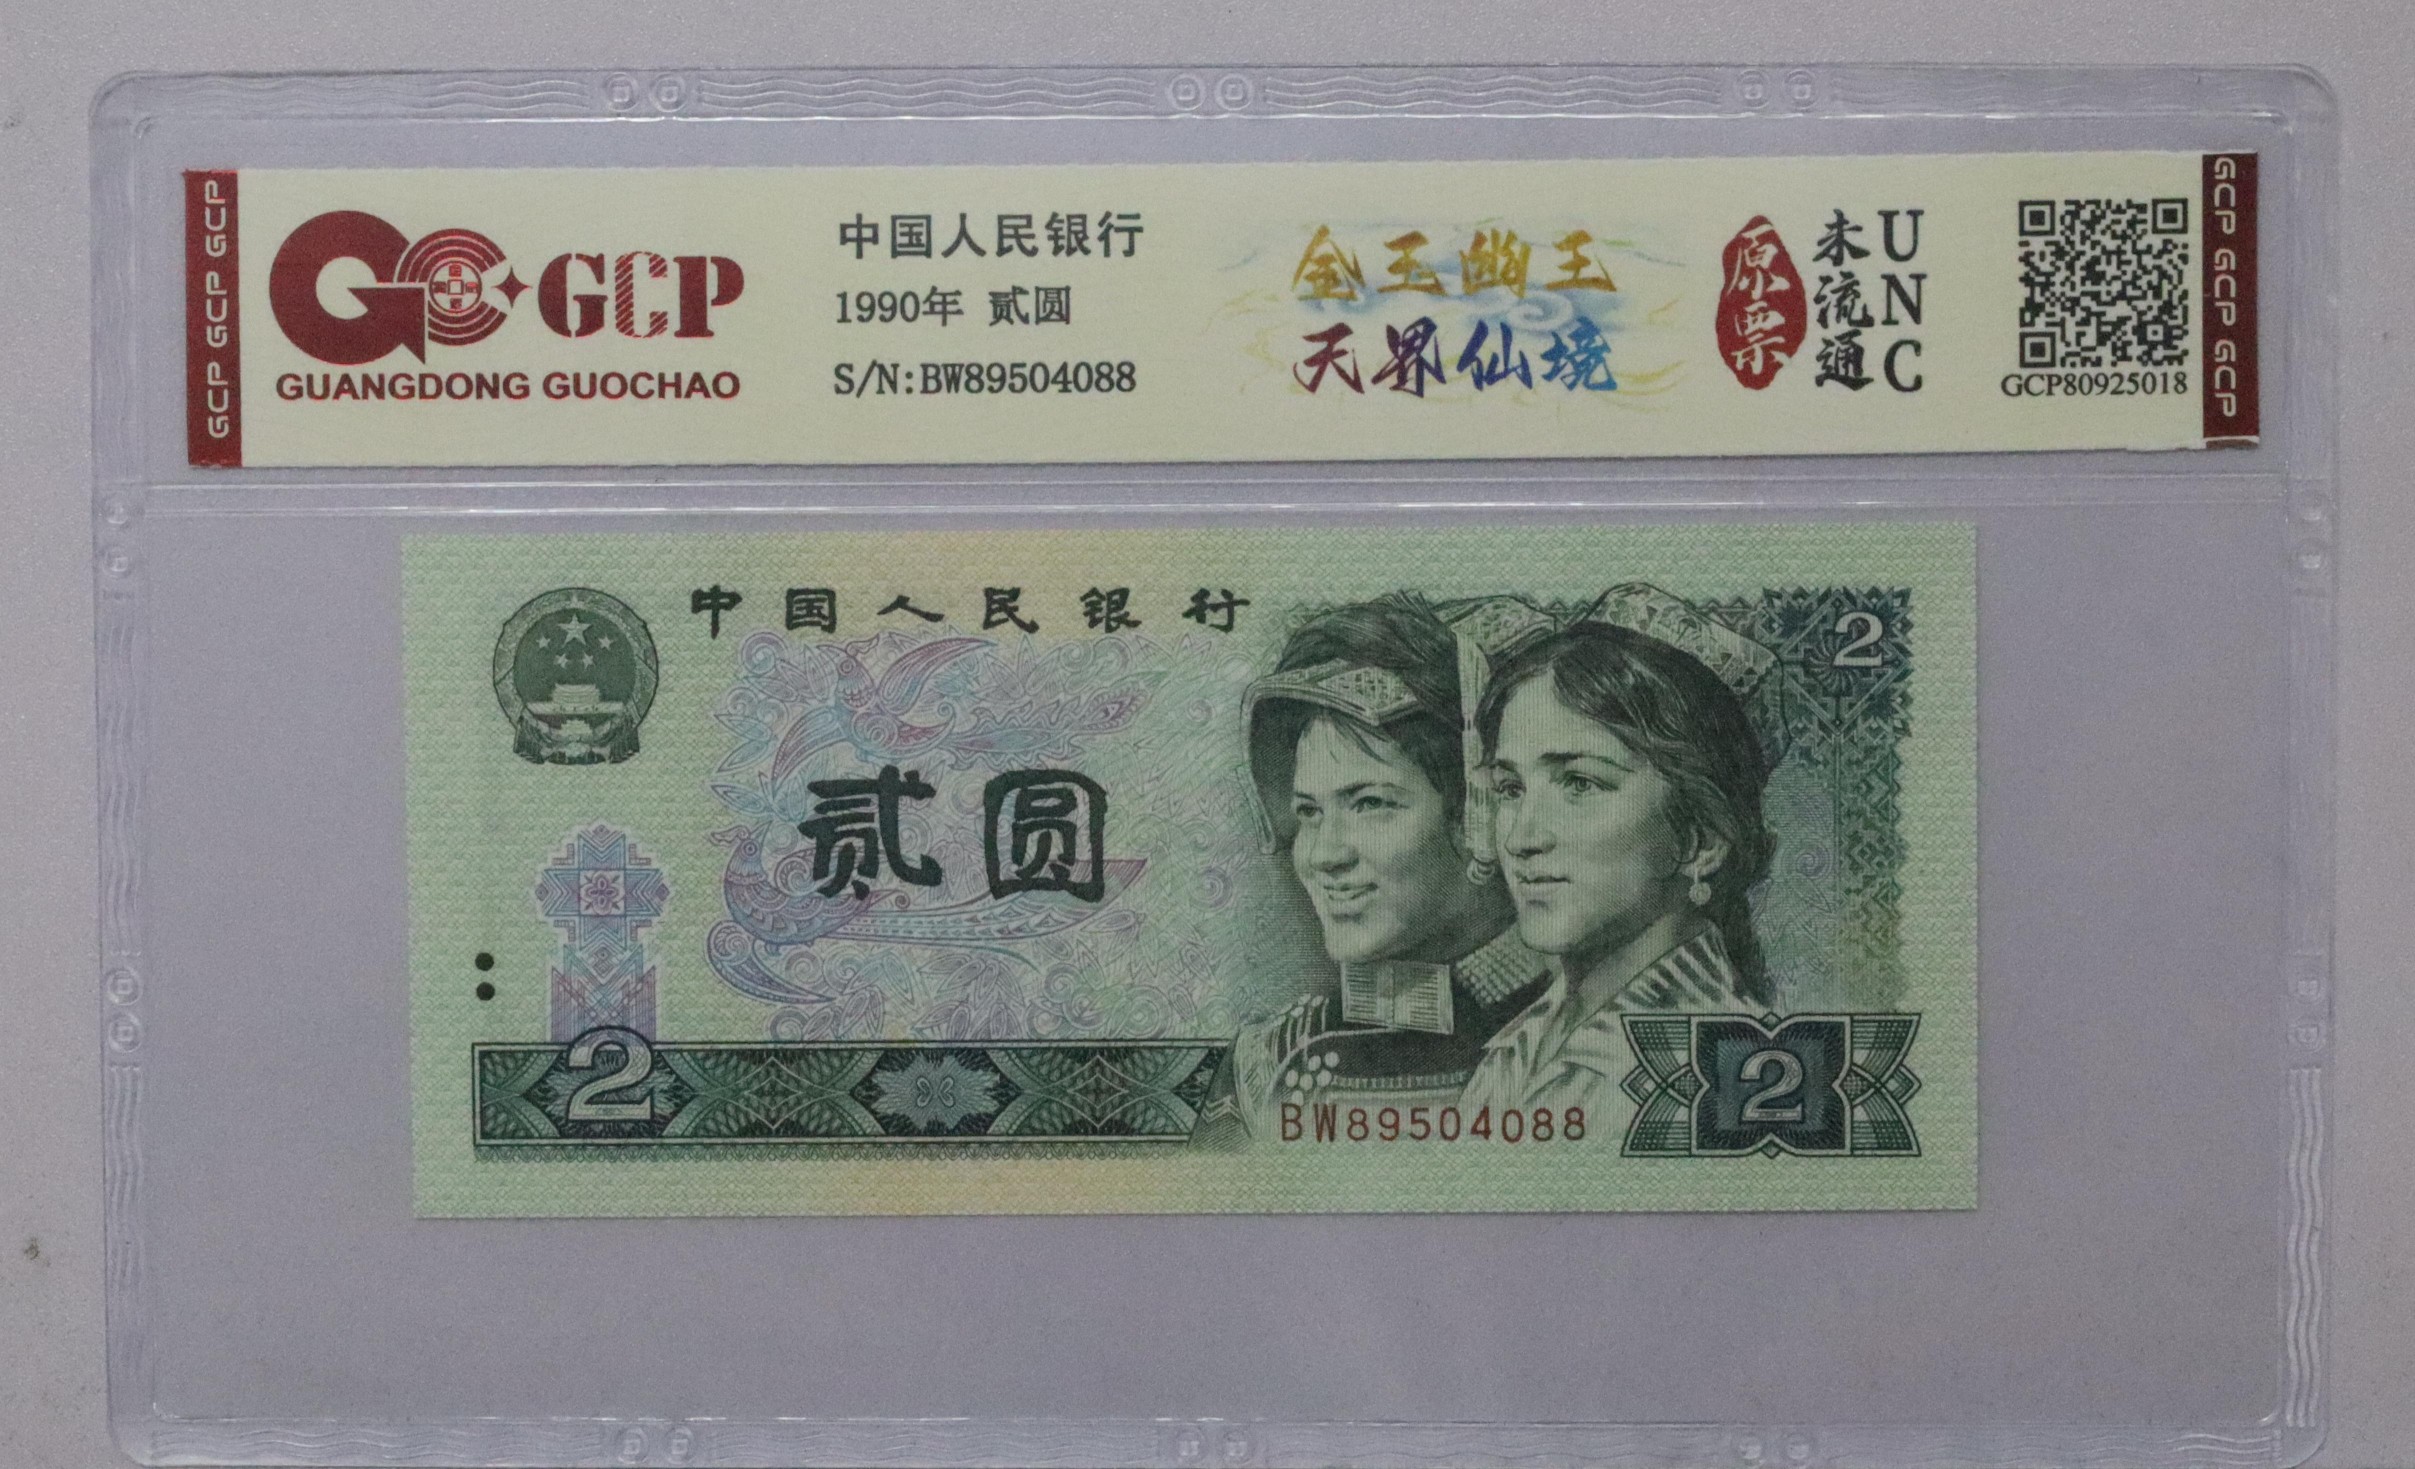 GCP GCP GCP
GCP
GUANGDONG GUOCHAO
中国人民银行
1990年 贰圆
S/N:BW89504088
金玉幽王
天界仙境
原票
未流通
UNC
GCP80925018
GCP GCP GCP
中国人民银行
2
贰圆
2
BW89504088
2